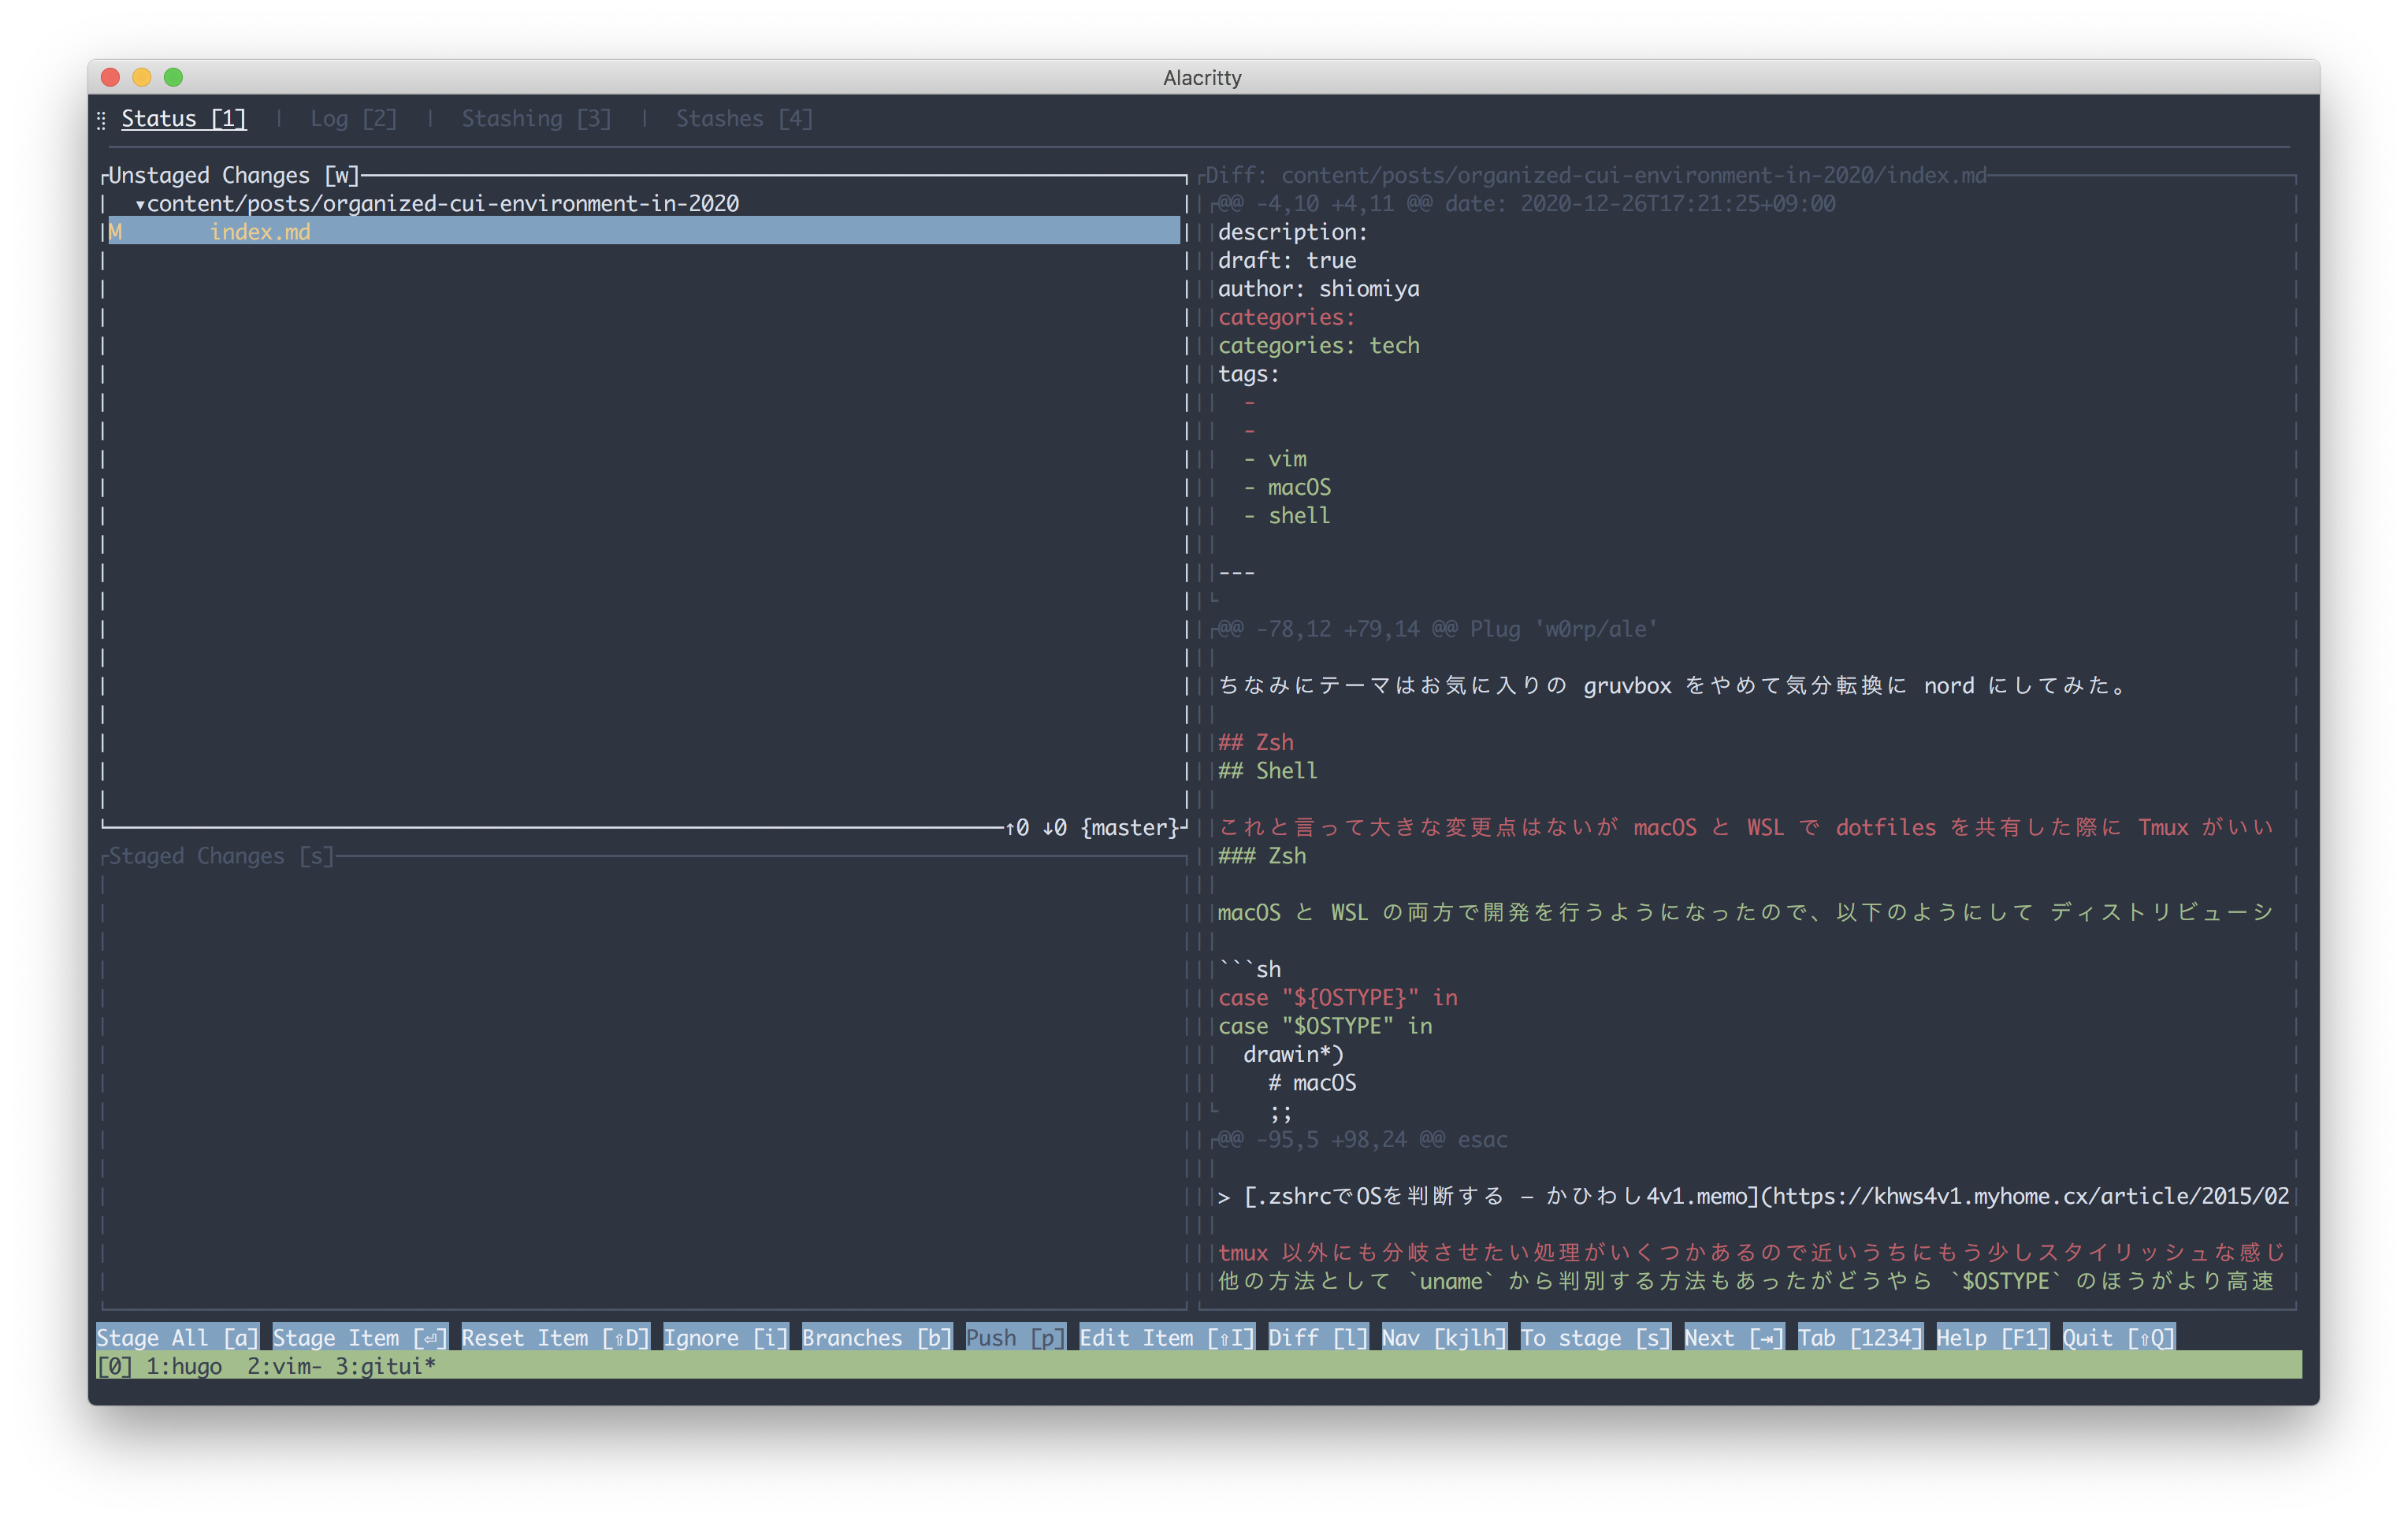 Alacritty
Status [1] | Log [2] | Stashing [3] | Stashes [4]
Unstaged Changes [w]
▾content/posts/organized-cui-environment-in-2020
M index.md
↑0 ↓0 {master}
Staged Changes [s]
Diff: content/posts/organized-cui-environment-in-2020/index.md
@@ -4,10 +4,11 @@ date: 2020-12-26T17:21:25+09:00
description:
draft: true
author: shiomiya
categories:
categories: tech
tags:
-
-
- vim
- macOS
- shell
---
@@ -78,12 +79,14 @@ Plug 'w0rp/ale'
ちなみにテーマはお気に入りの gruvbox をやめて気分転換に nord にしてみた。
## Zsh
## Shell
これと言って大きな変更点はないが macOS と WSL で dotfiles を共有した際に Tmux がいい
### Zsh
macOS と WSL の両方で開発を行うようになったので、以下のようにして ディストリビューシ
```sh
case "${OSTYPE}" in
case "$OSTYPE" in
drawin*)
# macOS
;;
@@ -95,5 +98,24 @@ esac
> [.zshrcでOSを判断する – かひわし4v1.memo](https://khws4v1.myhome.cx/article/2015/02
tmux 以外にも分岐させたい処理がいくつかあるので近いうちにもう少しスタイリッシュな感じ
他の方法として `uname` から判別する方法もあったがどうやら `$OSTYPE` のほうがより高速
Stage All [a] Stage Item [⏎] Reset Item [⇧D] Ignore [i] Branches [b] Push [p] Edit Item [⇧I] Diff [l] Nav [kjlh] To stage [s] Next [⇥] Tab [1234] Help [F1] Quit [⇧Q]
[0] 1:hugo 2:vim- 3:gitui*